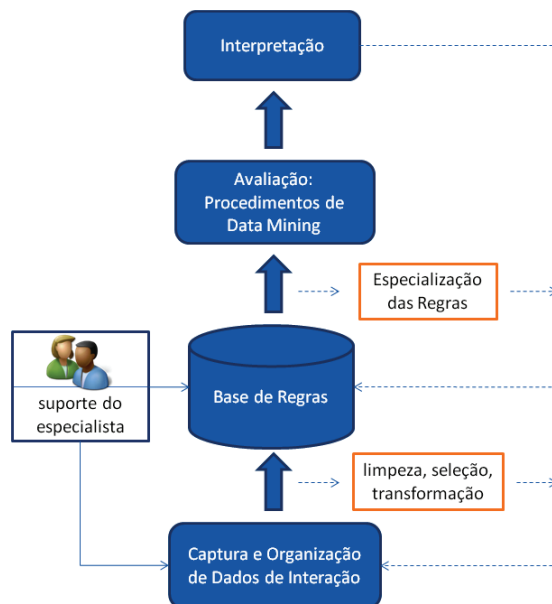 Interpretação
Avaliação:
Procedimentos de
Data Mining
Especialização
das Regras
suporte do
especialista
Base de Regras
limpeza, seleção,
transformação
Captura e Organização
de Dados de Interação